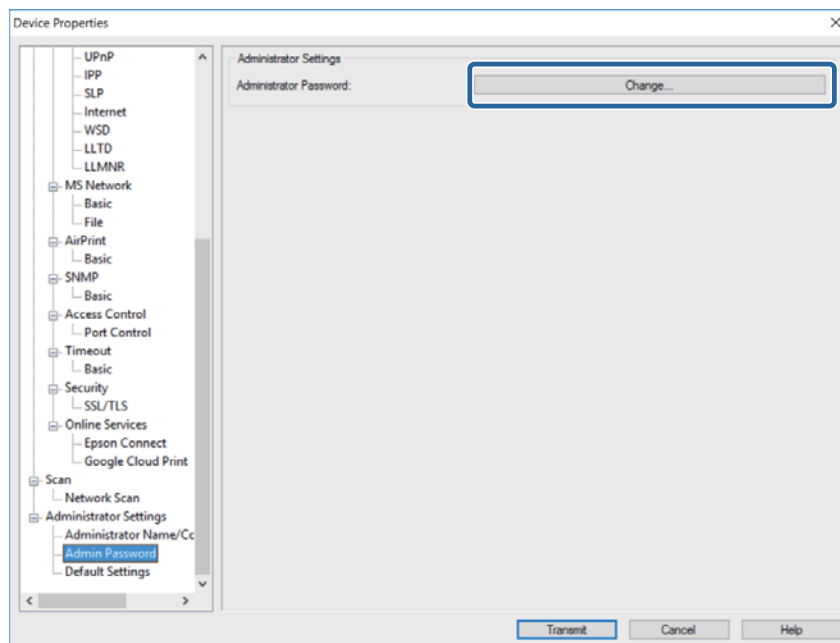 Device Properties
UPnP
IPP
SLP
Internet
WSD
LLTD
LLMNR
MS Network
Basic
File
AirPrint
Basic
SNMP
Basic
Access Control
Port Control
Timeout
Basic
Security
SSL/TLS
Online Services
Epson Connect
Google Cloud Print
Scan
Network Scan
Administrator Settings
Administrator Name/Cc
Admin Password
Default Settings
Administrator Settings
Administrator Password: Change...
Transmit Cancel Help